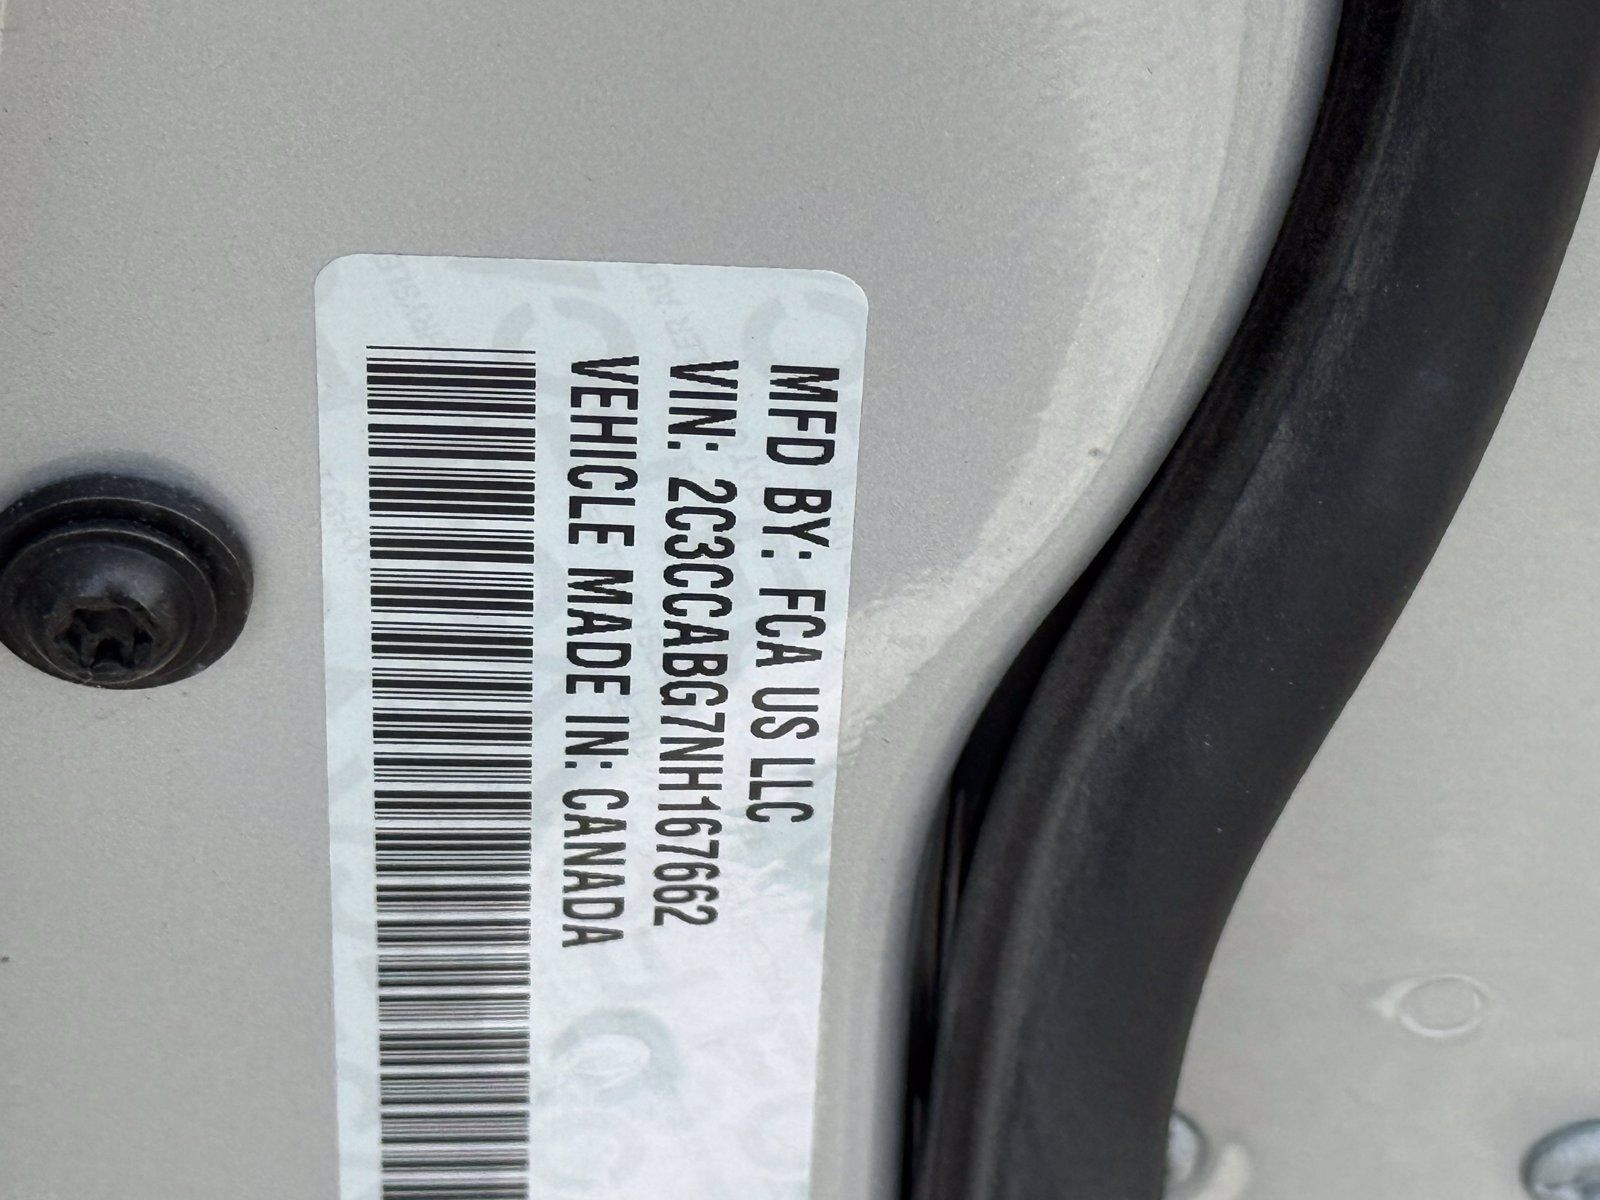 MFD BY: FCA US LLC
VIN: 2C3CCABG7NH167662
VEHICLE MADE IN: CANADA